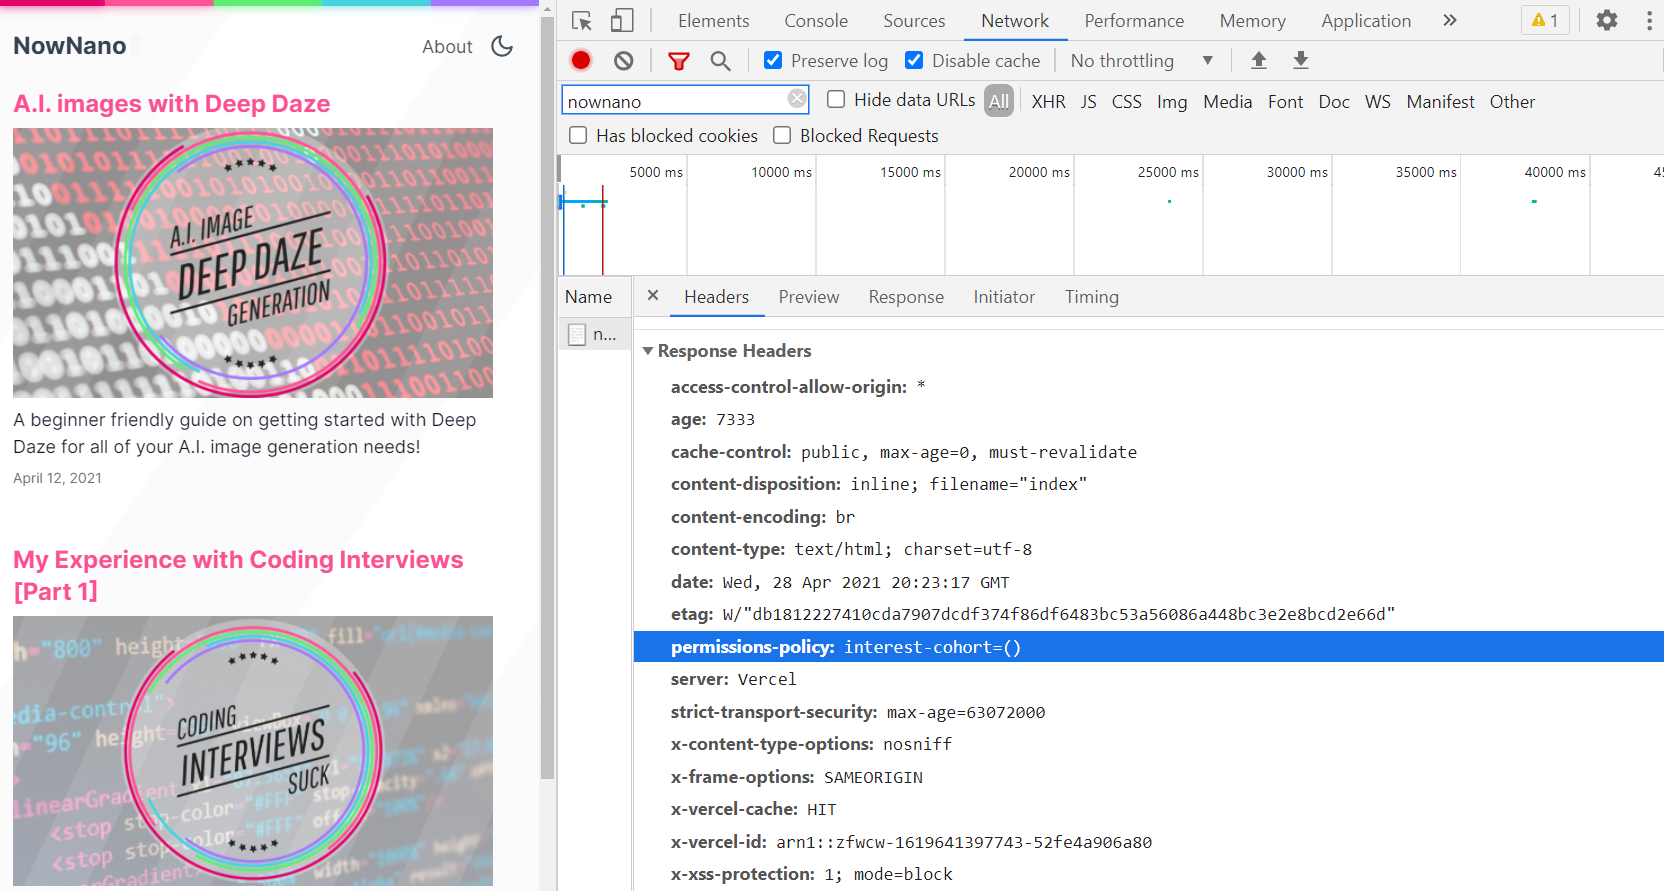 NowNano
About
A.I. images with Deep Daze
A.I. IMAGE
DEEP DAZE
GENERATION
A beginner friendly guide on getting started with Deep
Daze for all of your A.I. image generation needs!
April 12, 2021
My Experience with Coding Interviews
[Part 1]
CODING
INTERVIEWS
SUCK
Elements Console Sources Network Performance Memory Application » 1
Preserve log Disable cache No throttling
nownano
Hide data URLs All XHR JS CSS Img Media Font Doc WS Manifest Other
Has blocked cookies Blocked Requests
5000 ms 10000 ms 15000 ms 20000 ms 25000 ms 30000 ms 35000 ms 40000 ms 45
Name × Headers Preview Response Initiator Timing
n...
Response Headers
access-control-allow-origin: *
age: 7333
cache-control: public, max-age=0, must-revalidate
content-disposition: inline; filename="index"
content-encoding: br
content-type: text/html; charset=utf-8
date: Wed, 28 Apr 2021 20:23:17 GMT
etag: W/"db1812227410cda7907dcdf374f86df6483bc53a56086a448bc3e2e8bcd2e66d"
permissions-policy: interest-cohort=()
server: Vercel
strict-transport-security: max-age=63072000
x-content-type-options: nosniff
x-frame-options: SAMEORIGIN
x-vercel-cache: HIT
x-vercel-id: arn1::zfwcw-1619641397743-52fe4a906a80
x-xss-protection: 1; mode=block